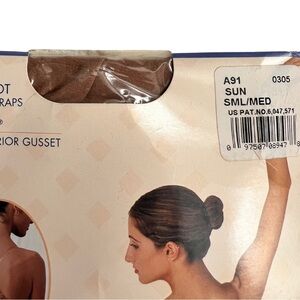 OT
RAPS
®
RIOR GUSSET
A91 0305
SUN
SML/MED
US PAT.NO.6,047,571
0 97507 08947 8